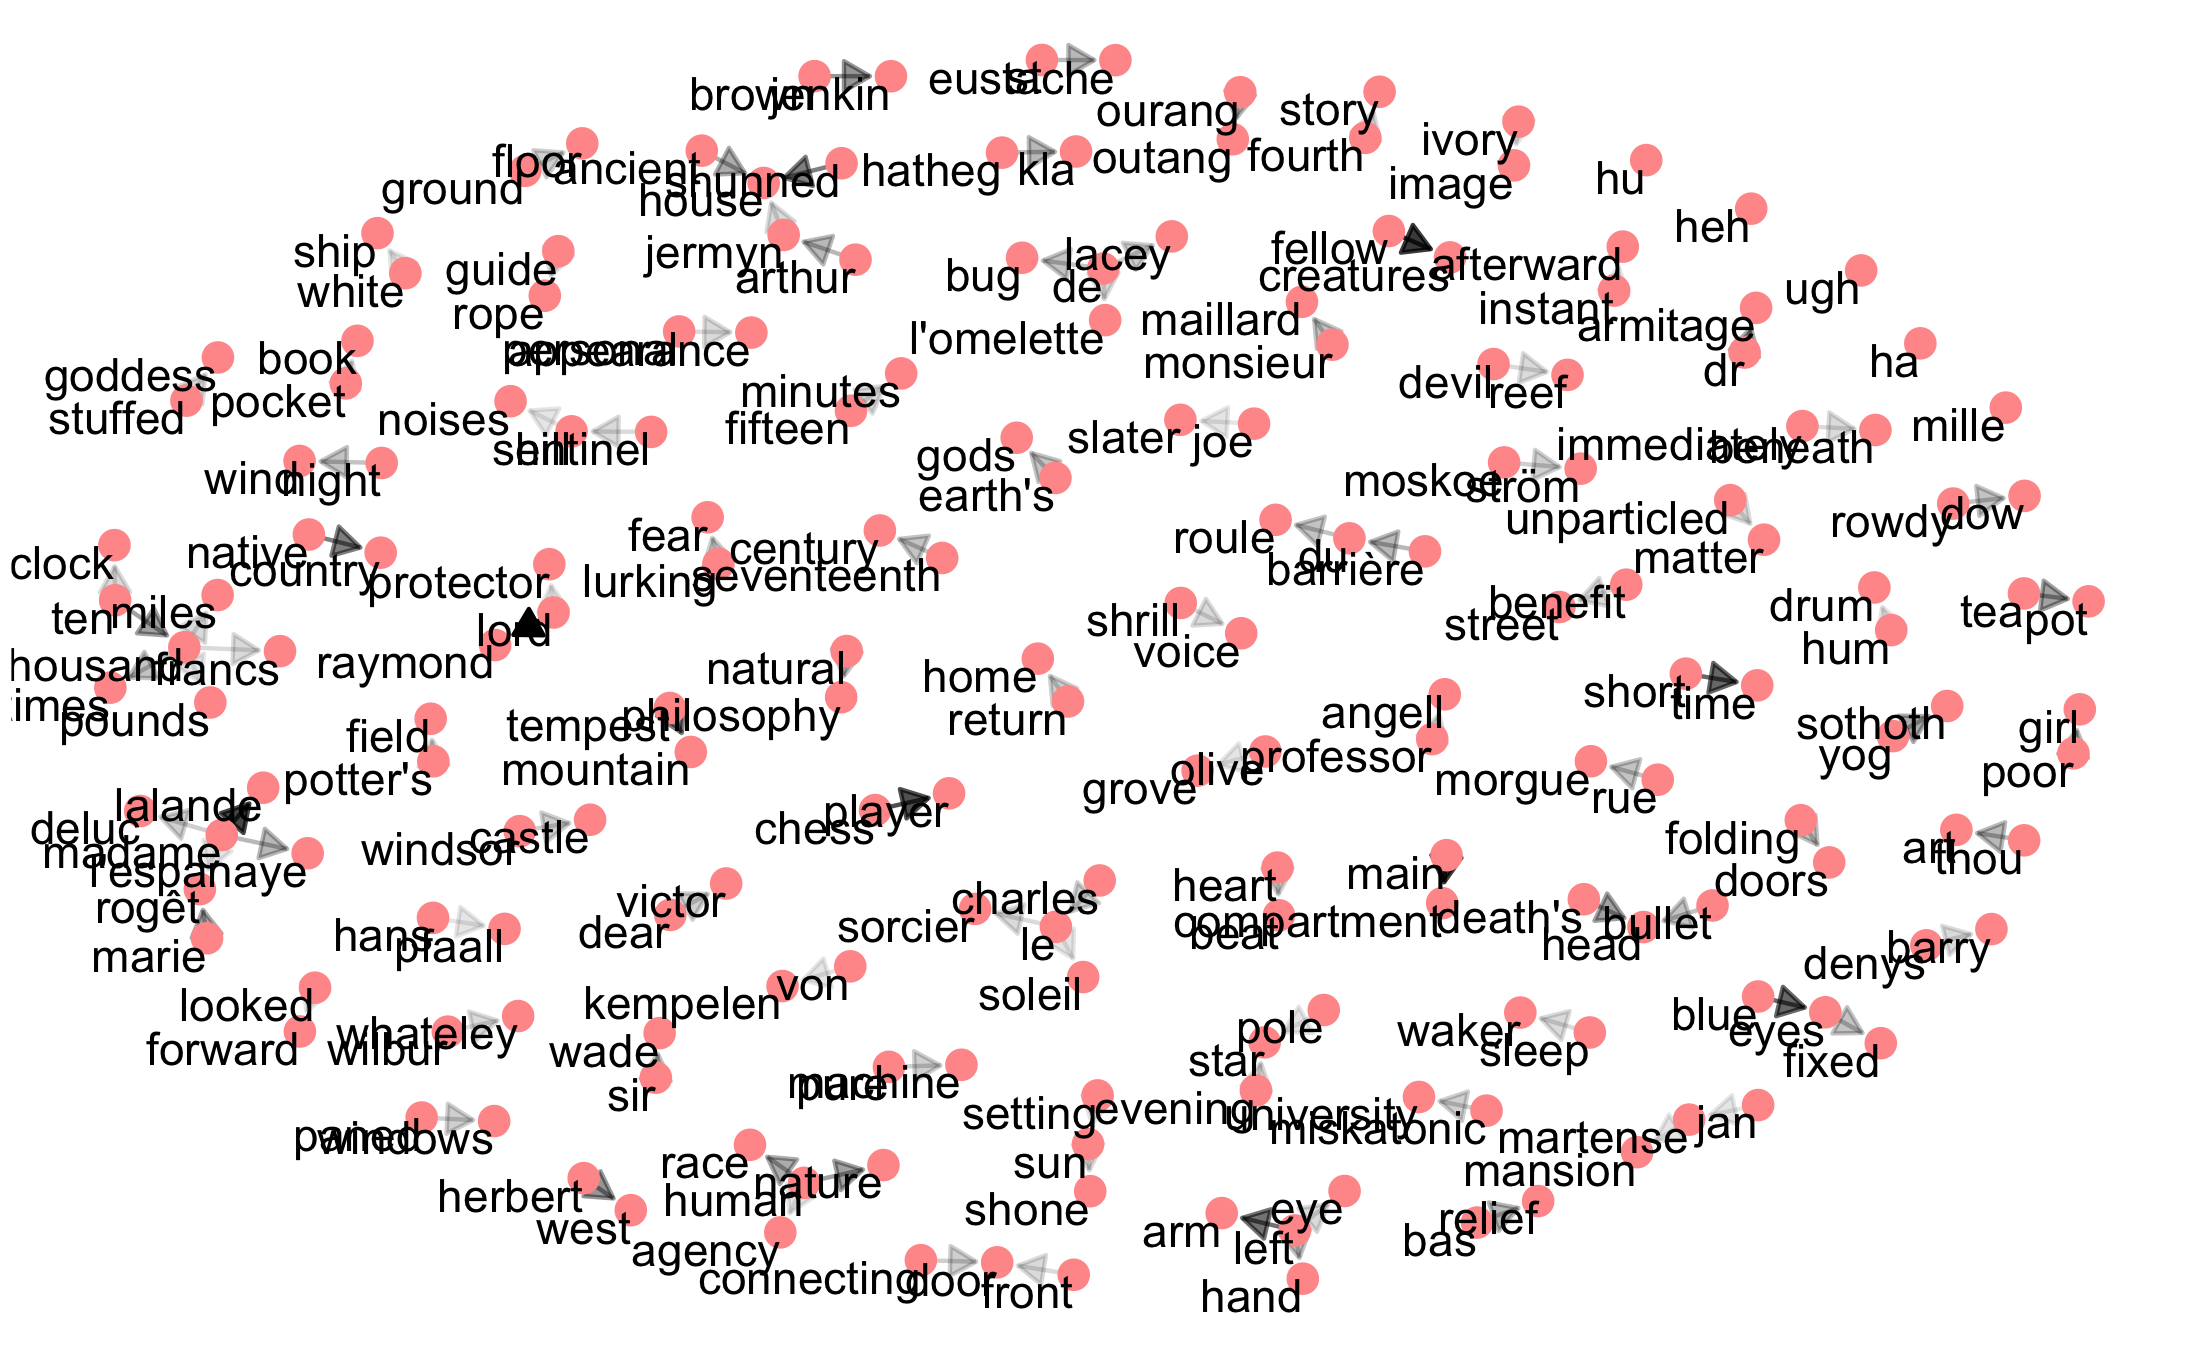 brown
jenkin
eusta
st
ache
ourang
story
ivory
floor
ancient
shunned
hatheg
kla
outang
fourth
image
hu
ground
house
heh
ship
guide
jermyn
lacey
fellow
afterward
white
arthur
bug
de
creatures
ugh
rope
l'omelette
maillard
instant
armitage
goddess
book
personal
appearance
monsieur
devil
dr
ha
stuffed
pocket
minutes
reef
noises
fifteen
slater
joe
immediately
beneath
mille
wind
night
shrill
sentinel
gods
earth's
moskoe
ström
clock
native
country
fear
century
roule
du
barrière
unparticled
rowdy
dow
protector
lurking
seventeenth
matter
ten
miles
lord
shrill
voice
benefit
street
drum
teapot
housand
francs
raymond
natural
home
hum
times
pounds
tempest
philosophy
return
angell
short
time
sothoth
girl
field
mountain
professor
yog
poor
potter's
olive
grove
morgue
rue
lalande
deluc
madame
l'espanaye
windsor
castle
chess
player
folding
art
thou
doors
rogêt
victor
charles
heart
main
marie
hans
pfaall
dear
sorcier
le
beat
compartment
death's
head
bullet
denys
barry
looked
kempelen
von
soleil
blue
forward
wilbur
whateley
wade
pole
star
waker
sleep
eyes
fixed
sir
pure
machine
setting
evening
university
miskatonic
paned
windows
martense
jan
race
sun
mansion
herbert
human
nature
shone
eye
relief
west
agency
arm
left
bas
connecting
door
front
hand